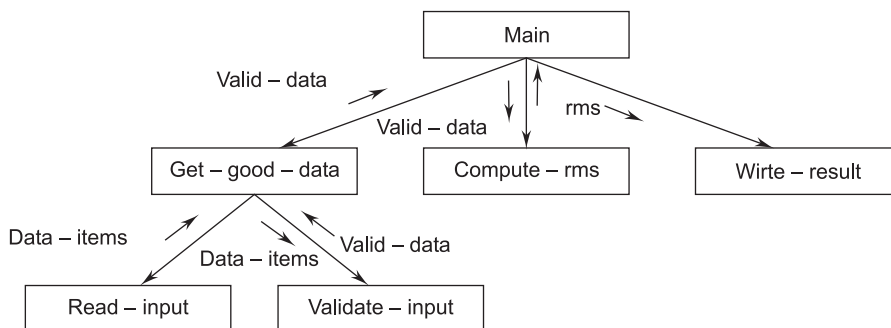 Main
Valid – data
Valid – data
rms
Get – good – data
Compute – rms
Wirte – result
Data – items
Data – items
Valid – data
Read – input
Validate – input